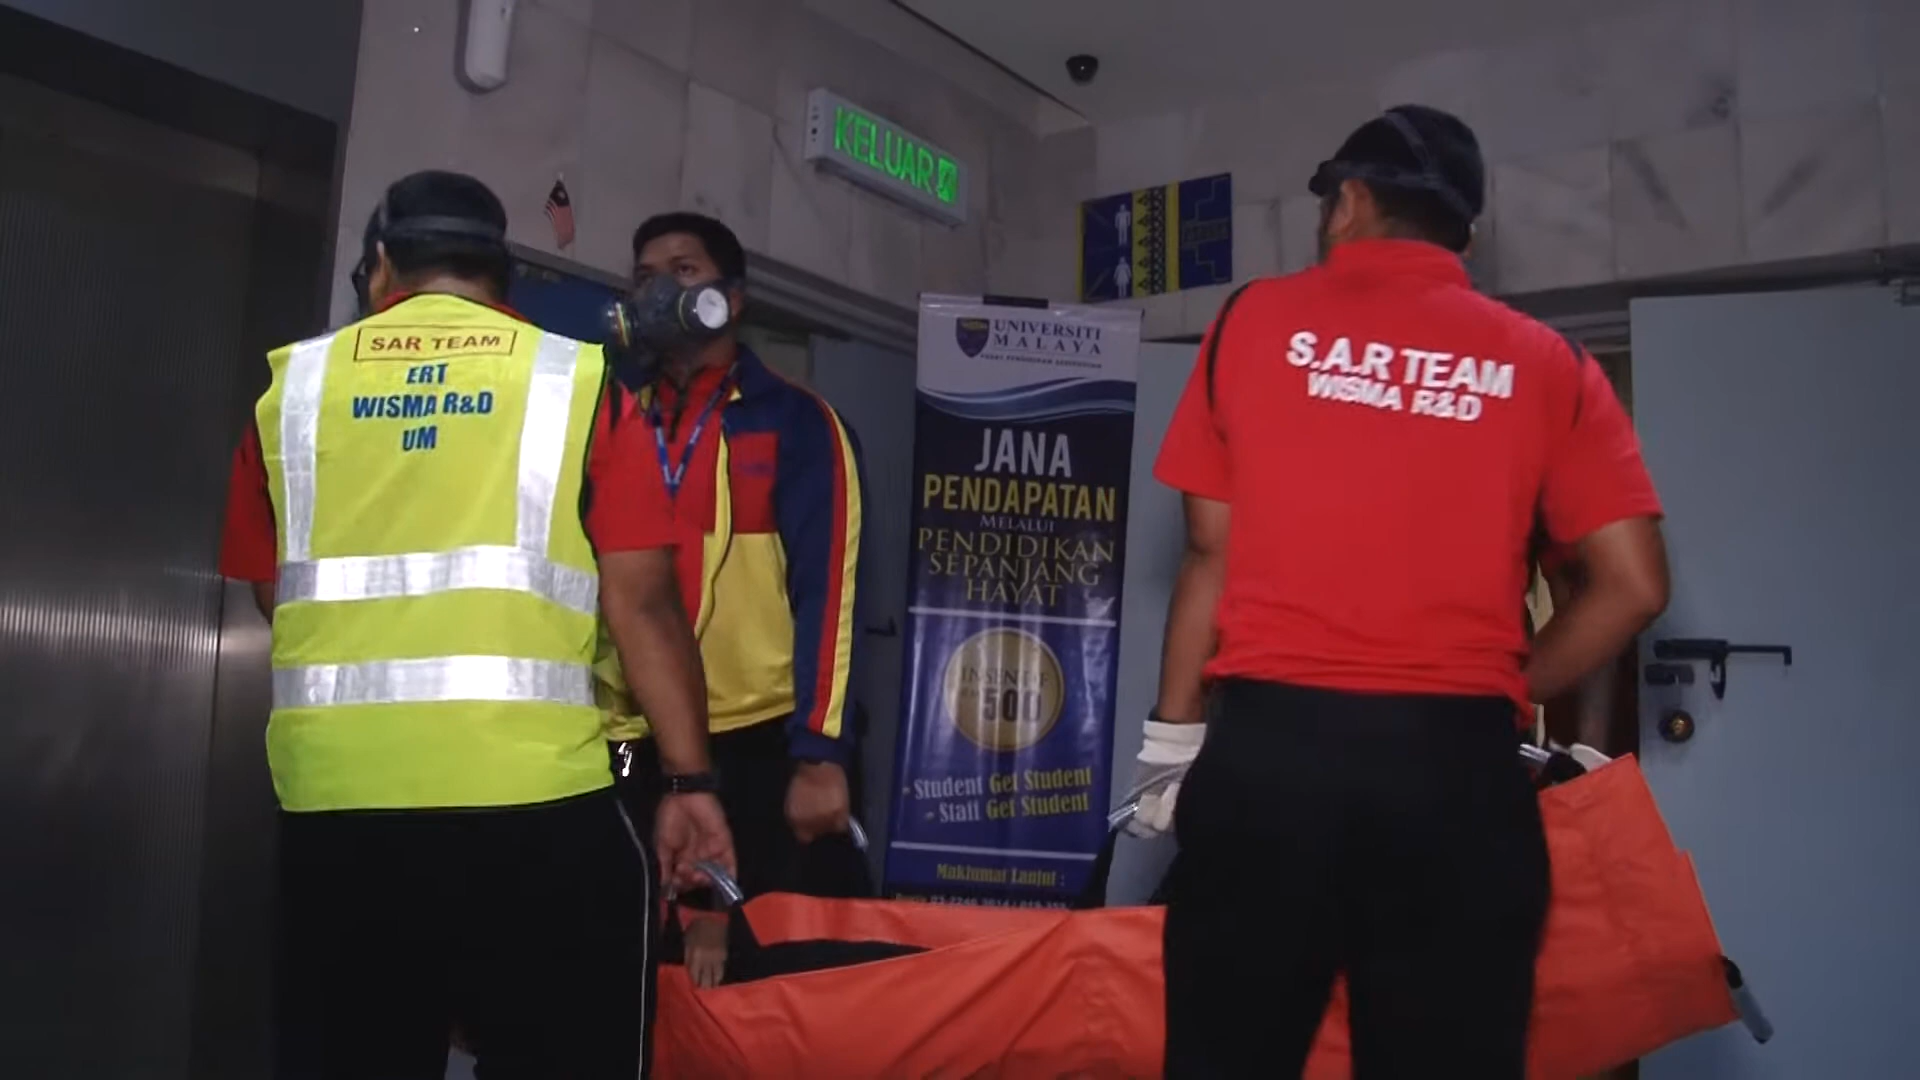 KELUAR
SAR TEAM
ERT
WISMA R&D
UM
UNIVERSITI
MALAYA
JANA
PENDAPATAN
MELALUI
PENDIDIKAN
SEPANJANG
HAYAT
INSENTIF
500
- Student Get Student
- Staff Get Student
Maklumat Lanjut :
S.A.R TEAM
WISMA R&D